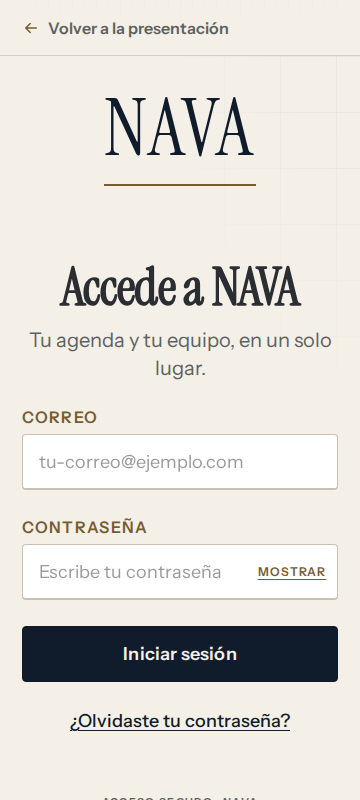 ← Volver a la presentación
NAVA
Accede a NAVA
Tu agenda y tu equipo, en un solo
lugar.
CORREO
tu-correo@ejemplo.com
CONTRASEÑA
Escribe tu contraseña
MOSTRAR
Iniciar sesión
¿Olvidaste tu contraseña?